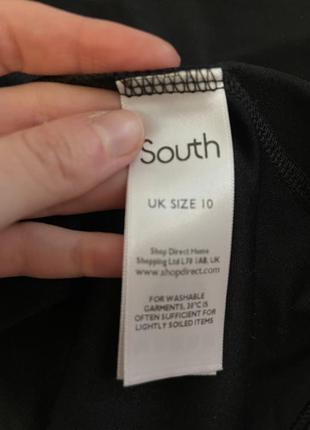 South
UK SIZE 10
Shop Direct Home
Shopping Ltd L70 1AB, UK
www.shopdirect.com
FOR WASHABLE
GARMENTS, 30°C IS
OFTEN SUFFICIENT FOR
LIGHTLY SOILED ITEMS